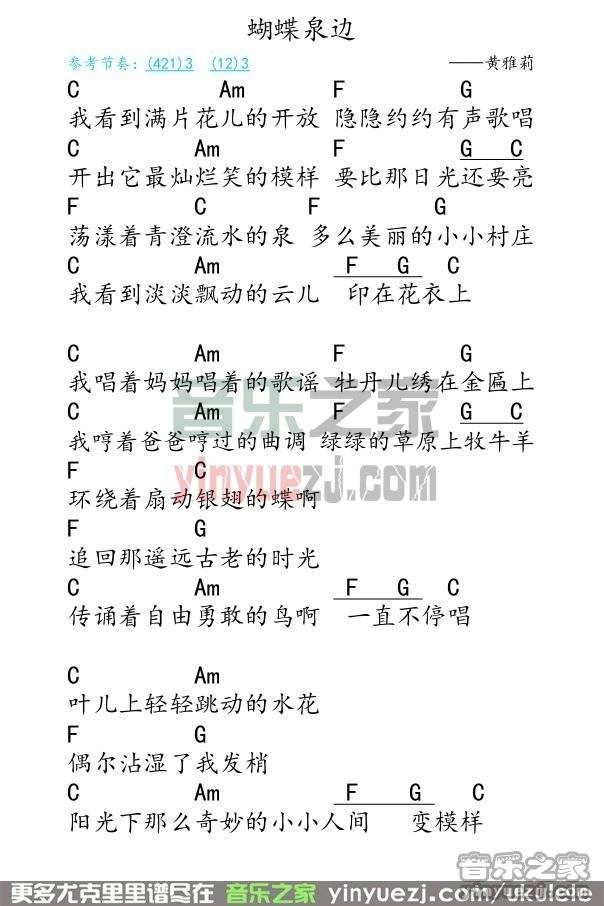 蝴蝶泉边
参考节奏：(421)3 (12)3 ——黄雅莉
C Am F G
我看到满片花儿的开放 隐隐约约有声歌唱
C Am F G C
开出它最灿烂笑的模样 要比那日光还要亮
F C F G
荡漾着青澄流水的泉 多么美丽的小小村庄
C Am F G C
我看到淡淡飘动的云儿 印在花衣上
C Am F G
我唱着妈妈唱着的歌谣 牡丹儿绣在金匾上
C Am F G C
我哼着爸爸哼过的曲调 绿绿的草原上牧牛羊
F C
环绕着扇动银翅的蝶啊
F G
追回那遥远古老的时光
C Am F G C
传诵着自由勇敢的鸟啊 一直不停唱
C Am
叶儿上轻轻跳动的水花
F G
偶尔沾湿了我发梢
C Am F G C
阳光下那么奇妙的小小人间 变模样
音乐之家
yinyuezj.com
音乐之家
yinyuezj.com
更多尤克里里谱尽在 音乐之家 yinyuezj.com/ukulele